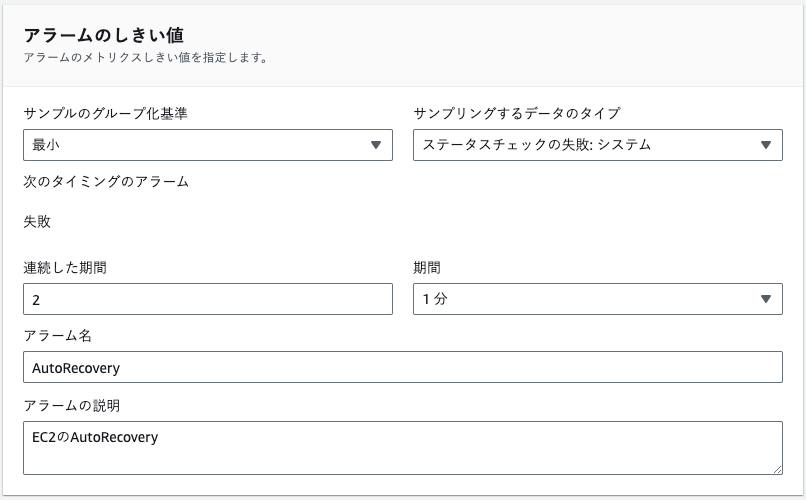 アラームのしきい値
アラームのメトリクスしきい値を指定します。
サンプルのグループ化基準
最小
サンプリングするデータのタイプ
ステータスチェックの失敗: システム
次のタイミングのアラーム
失敗
連続した期間
2
期間
1 分
アラーム名
AutoRecovery
アラームの説明
EC2のAutoRecovery